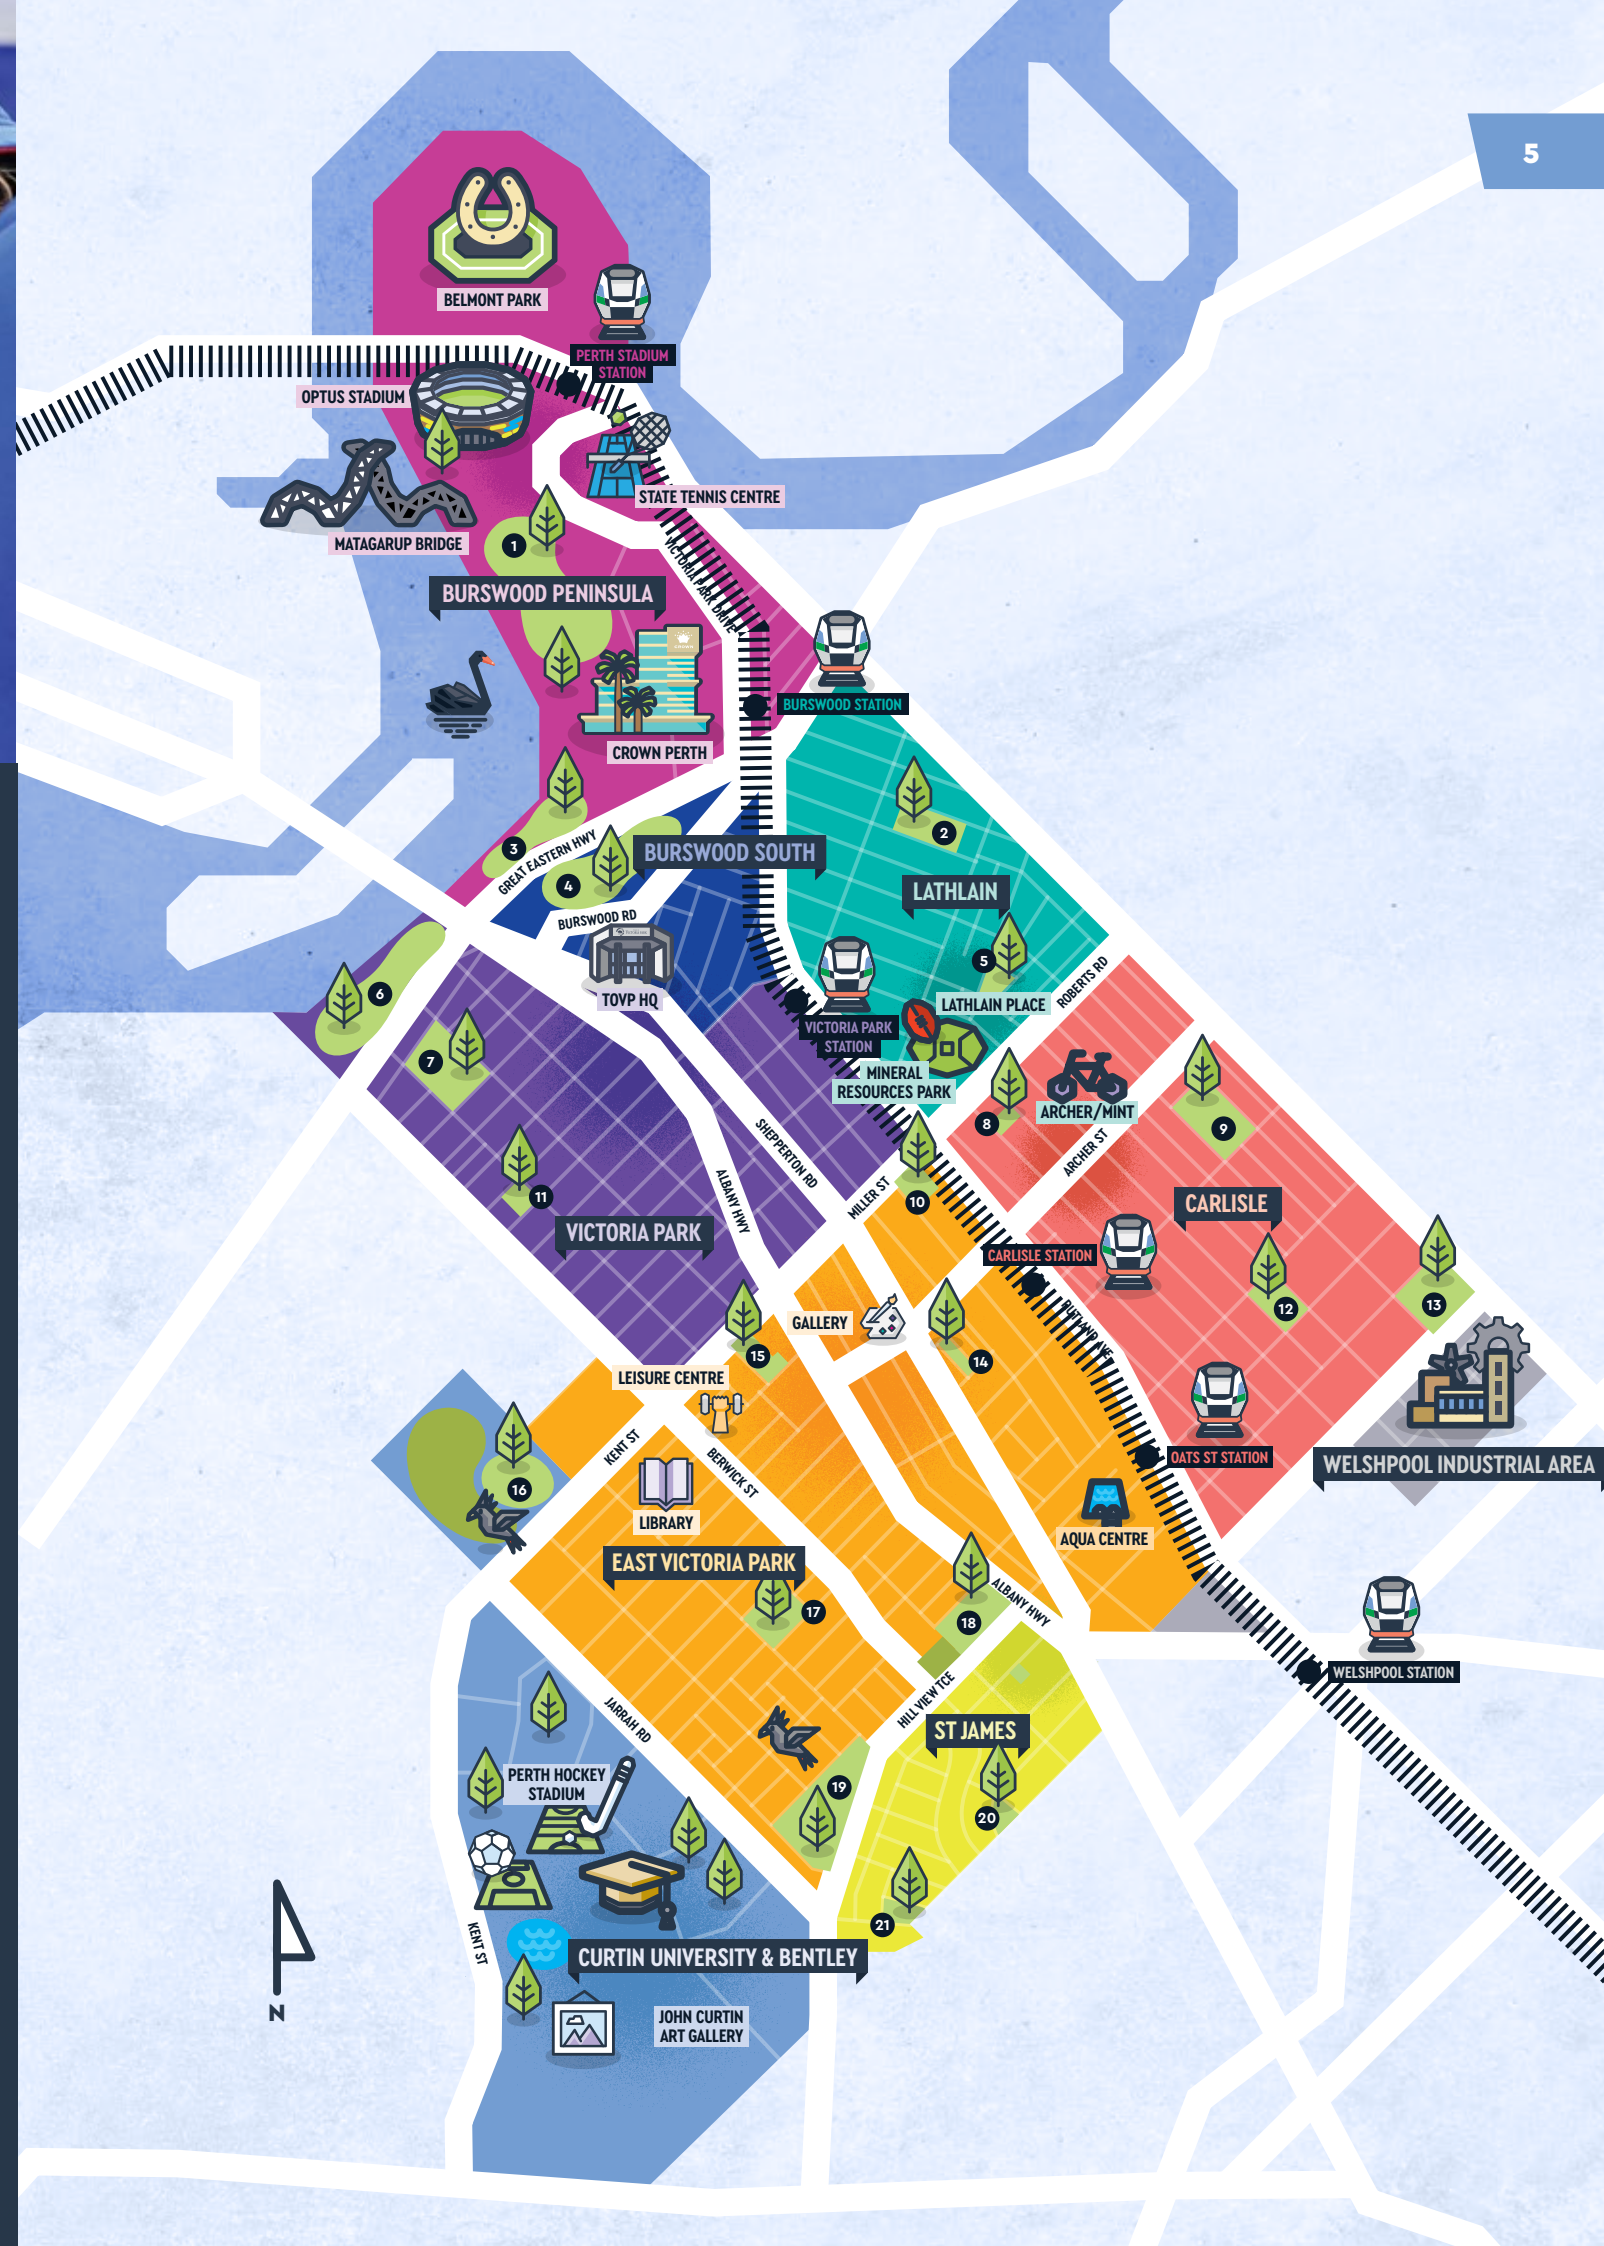 5
BELMONT PARK
PERTH STADIUM
STATION
OPTUS STADIUM
STATE TENNIS CENTRE
MATAGARUP BRIDGE
1
VICTORIA PARK DRIVE
BURSWOOD PENINSULA
BURSWOOD STATION
CROWN PERTH
2
3
GREAT EASTERN HWY
BURSWOOD SOUTH
4
LATHLAIN
BURSWOOD RD
5
6
TOVP HQ
LATHLAIN PLACE
ROBERTS RD
VICTORIA PARK
STATION
7
MINERAL
RESOURCES PARK
ARCHER/MINT
8
9
SHEPPERTON RD
ARCHER ST
11
ALBANY HWY
MILLER ST
10
CARLISLE
VICTORIA PARK
CARLISLE STATION
GALLERY
RUTLAND AVE
12
13
15
14
LEISURE CENTRE
KENT ST
BERWICK ST
OATS ST STATION
WELSHPOOL INDUSTRIAL AREA
16
LIBRARY
AQUA CENTRE
EAST VICTORIA PARK
ALBANY HWY
17
18
WELSHPOOL STATION
HILL VIEW TCE
JARRAH RD
ST JAMES
PERTH HOCKEY
STADIUM
19
20
21
KENT ST
CURTIN UNIVERSITY & BENTLEY
N
JOHN CURTIN
ART GALLERY